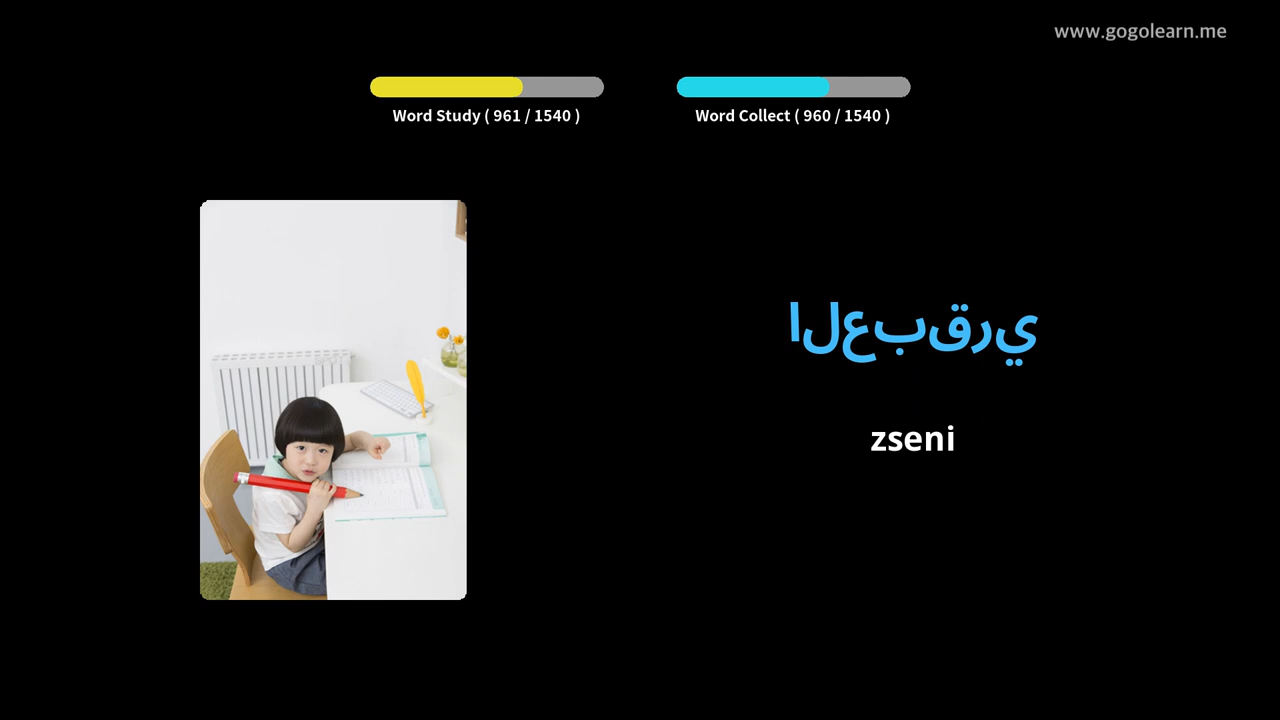 www.gogolearn.me
Word Study ( 961 / 1540 )
Word Collect ( 960 / 1540 )
العبقري
zseni